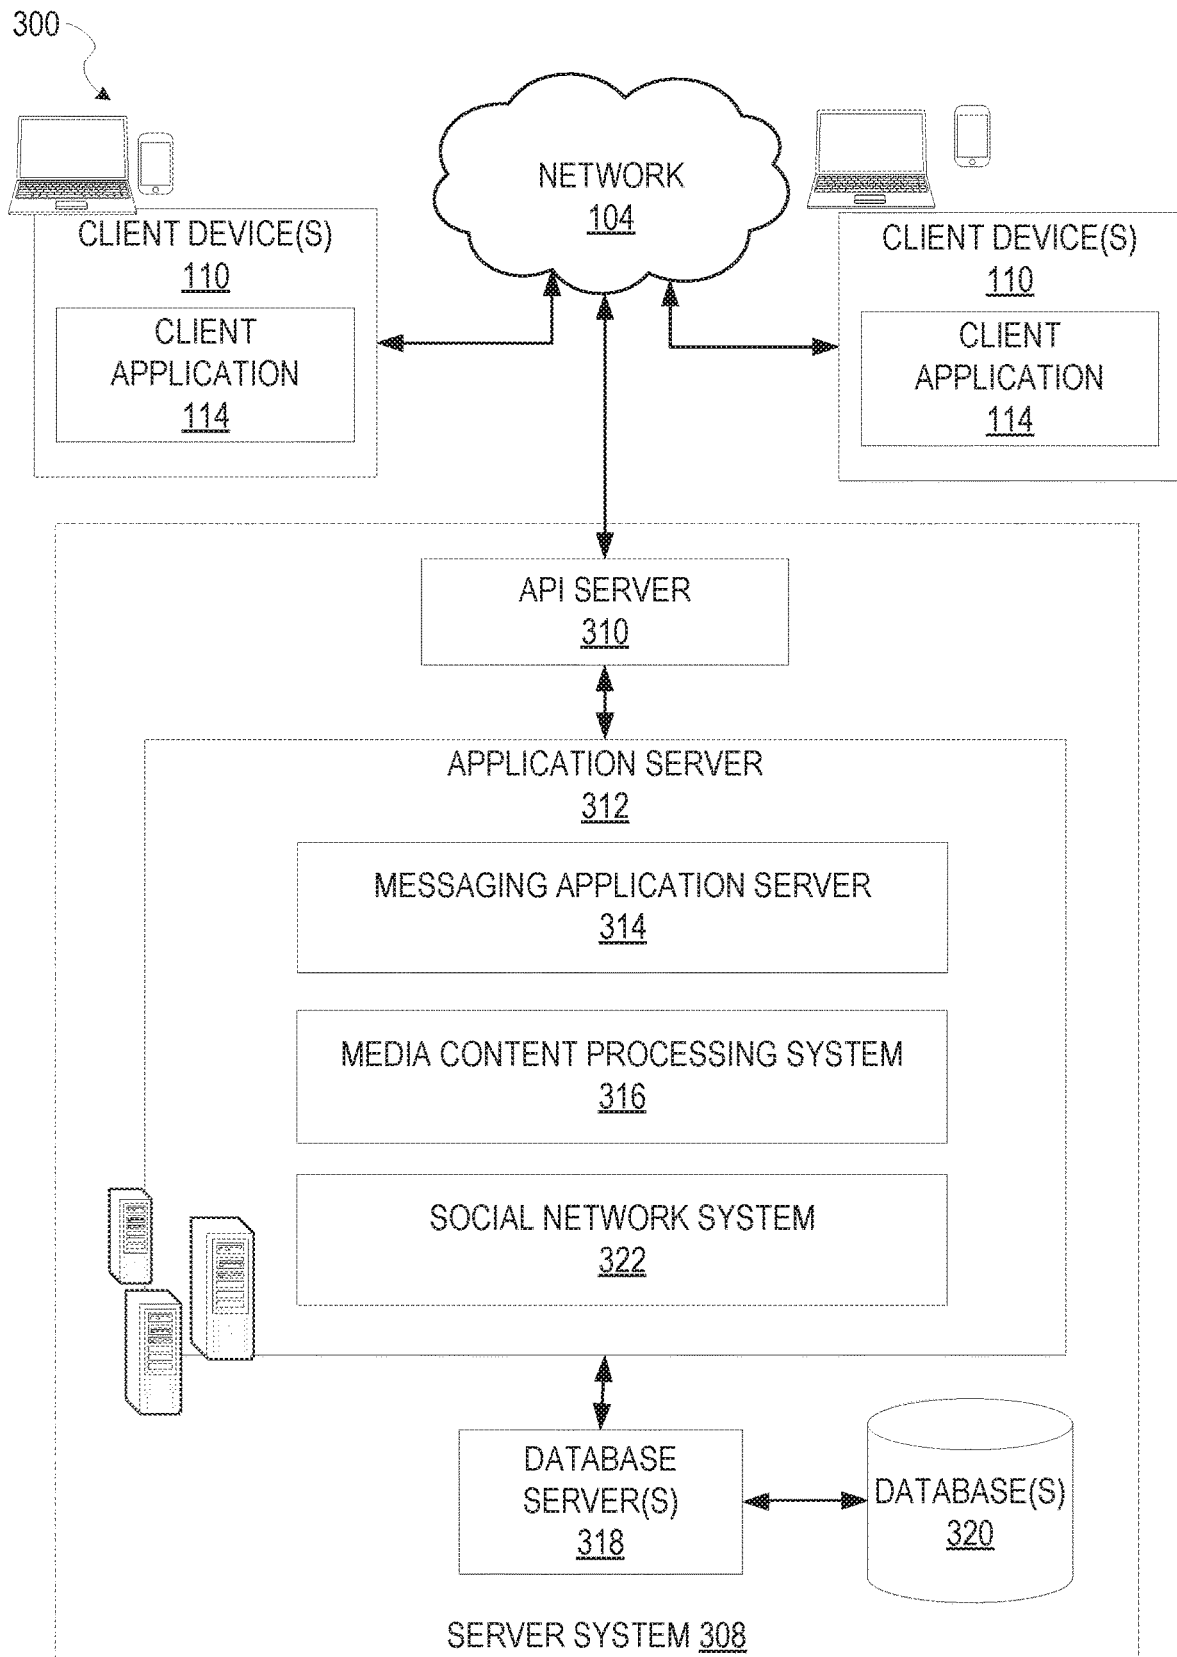 300
NETWORK
104
CLIENT DEVICE(S)
110
CLIENT
APPLICATION
114
CLIENT DEVICE(S)
110
CLIENT
APPLICATION
114
API SERVER
310
APPLICATION SERVER
312
MESSAGING APPLICATION SERVER
314
MEDIA CONTENT PROCESSING SYSTEM
316
SOCIAL NETWORK SYSTEM
322
DATABASE
SERVER(S)
318
DATABASE(S)
320
SERVER SYSTEM 308